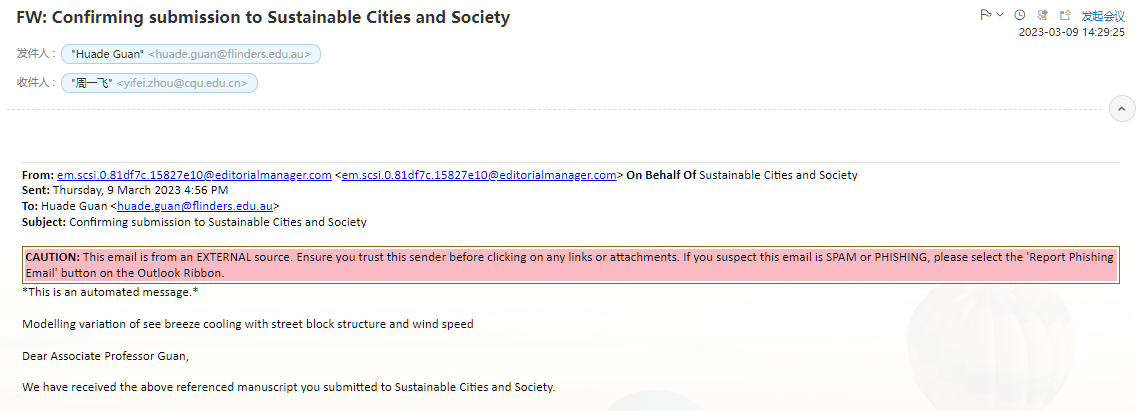 FW: Confirming submission to Sustainable Cities and Society
发起会议
2023-03-09 14:29:25
发件人： "Huade Guan" <huade.guan@flinders.edu.au>
收件人： "周一飞" <yifei.zhou@cqu.edu.cn>
From: em.scsi.0.81df7c.15827e10@editorialmanager.com <em.scsi.0.81df7c.15827e10@editorialmanager.com> On Behalf Of Sustainable Cities and Society
Sent: Thursday, 9 March 2023 4:56 PM
To: Huade Guan <huade.guan@flinders.edu.au>
Subject: Confirming submission to Sustainable Cities and Society
CAUTION: This email is from an EXTERNAL source. Ensure you trust this sender before clicking on any links or attachments. If you suspect this email is SPAM or PHISHING, please select the 'Report Phishing
Email' button on the Outlook Ribbon.
*This is an automated message.*
Modelling variation of see breeze cooling with street block structure and wind speed
Dear Associate Professor Guan,
We have received the above referenced manuscript you submitted to Sustainable Cities and Society.